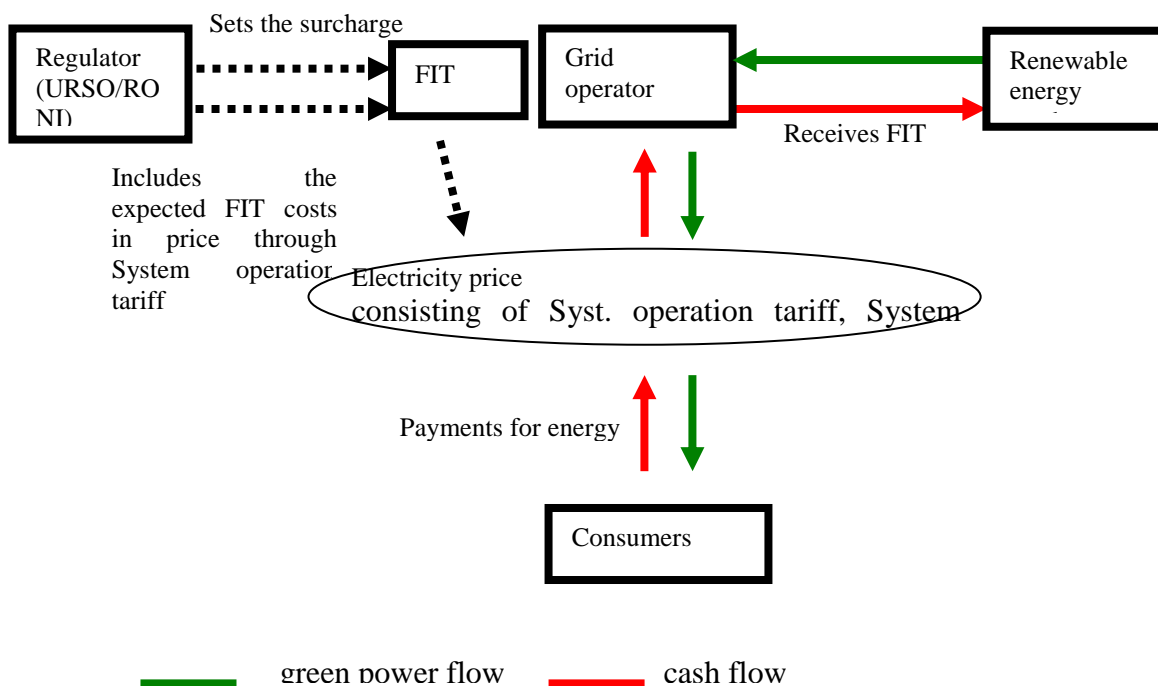 Sets the surcharge
Regulator
(URSO/RO
NI)
FIT
Grid
operator
Renewable
energy
Receives FIT
Includes the
expected FIT costs
in price through
System operation
tariff
Electricity price
consisting of Syst. operation tariff, System
Payments for energy
Consumers
green power flow
cash flow